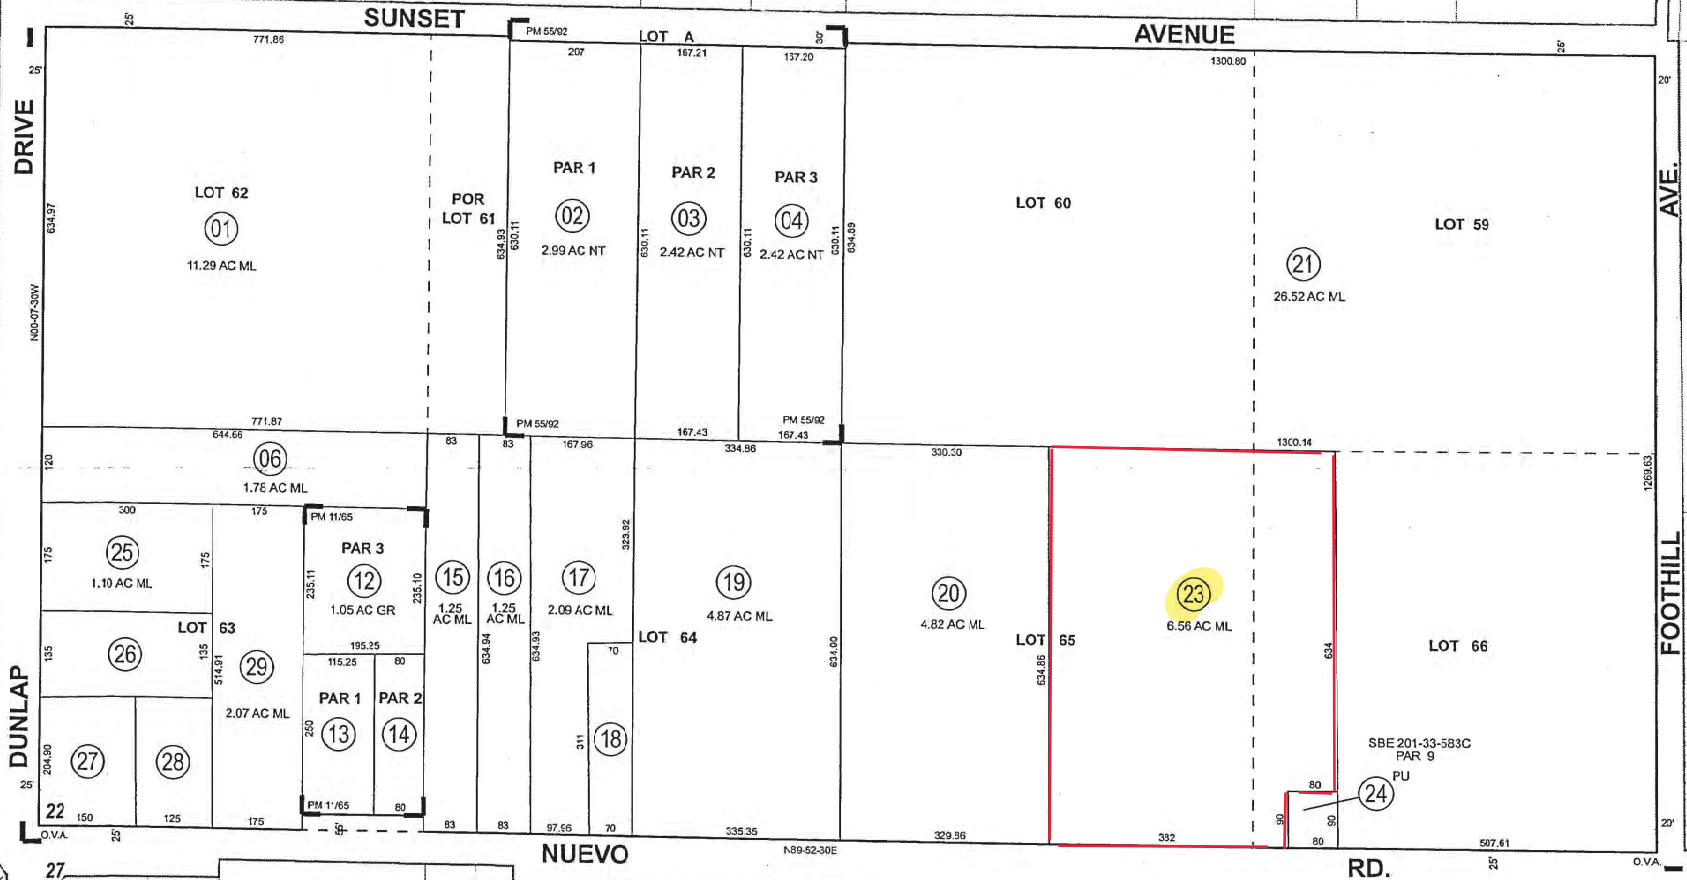 SUNSET
AVENUE
25'
771.86
PM 55/92
LOT A
30'
207
167.21
137.20
1300.80
25'
20'
25'
DRIVE
AVE.
634.97
N00-07-30W
LOT 62
01
11.29 AC ML
POR
LOT 61
634.93
630.11
PAR 1
02
2.99 AC NT
630.11
PAR 2
03
2.42 AC NT
630.11
PAR 3
04
2.42 AC NT
630.11
634.89
LOT 60
LOT 59
21
26.52 AC ML
771.87
644.66
83
PM 55/92
83
167.96
167.43
PM 55/92
167.43
334.86
330.30
1300.14
1269.63
120
06
1.78 AC ML
300
175
PM 11/65
175
25
1.10 AC ML
175
PAR 3
12
1.05 AC GR
235.11
235.10
195.25
15
1.25
AC ML
16
1.25
AC ML
634.94
634.93
17
2.09 AC ML
323.92
70
311
18
19
4.87 AC ML
LOT 64
634.90
20
4.82 AC ML
LOT 65
634.86
23
6.56 AC ML
634
LOT 66
FOOTHILL
LOT 63
135
26
135
514.91
29
2.07 AC ML
115.25
80
PAR 1
13
250
PAR 2
14
DUNLAP
25'
204.90
27
28
SBE 201-33-583C
PAR 9
PU
24
80
90
90
22
O.V.A.
150
125
175
PM 11/65
80
25'
83
83
97.96
70
335.35
329.86
382
80
507.61
20'
O.V.A.
27
NUEVO
N89-52-30E
RD.
25'